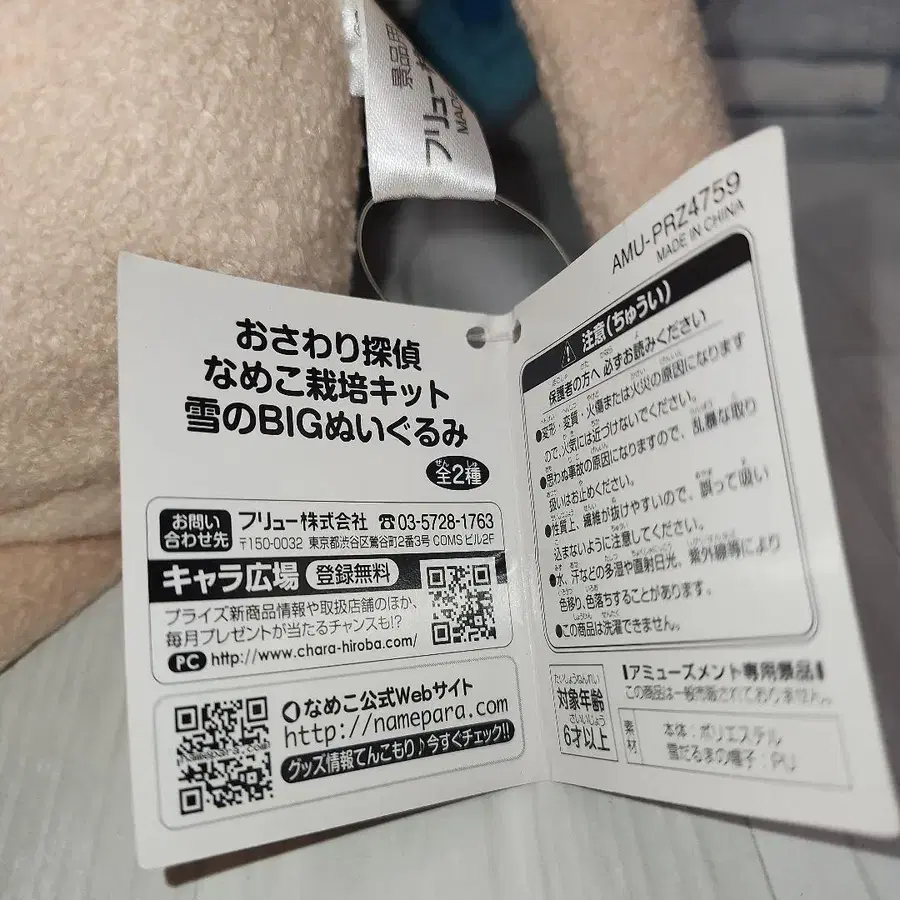 景品用
フリュー
MADE
おさわり探偵
なめこ栽培キット
雪のBIGぬいぐるみ
全2種
お問い合わせ先
フリュー株式会社 ☎03-5728-1763
〒150-0032 東京都渋谷区鶯谷町2番3号 COMSビル2F
キャラ広場 登録無料
プライズ新商品情報や取扱店舗のほか、
毎月プレゼントが当たるチャンスも!?
PC http://www.chara-hiroba.com/
namepara.com
なめこ公式Webサイト
http://namepara.com
グッズ情報てんこもり♪今すぐチェック!!
AMU-PRZ4759
MADE IN CHINA
注意(ちゅうい)
保護者の方へ 必ずお読みください
●変形・変質・火傷または火災の原因になります
ので、火気には近づけないでください。
●思わぬ事故の原因になりますので、乱暴な取り
扱いはお止めください。
●性質上、繊維が抜けやすいので、誤って吸い
込まないように注意してください。
●水、汗などの多湿や直射日光、紫外線等により
色移り、色落ちすることがあります。
●この商品は洗濯できません。
対象年齢
6才以上
アミューズメント専用景品
この商品は一般市販されておりません。
素材
本体:ポリエステル
雪だるまの帽子:PU